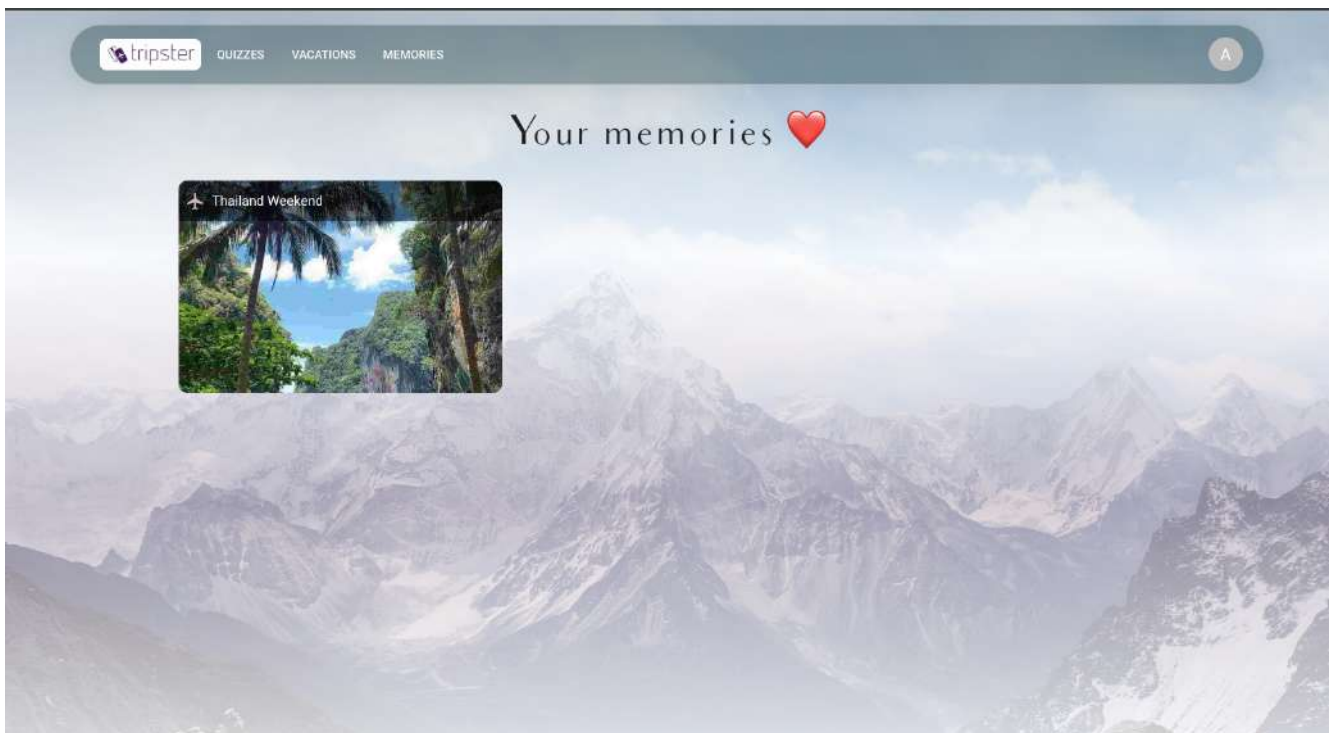 tripster QUIZZES VACATIONS MEMORIES A
Your memories ❤️
Thailand Weekend